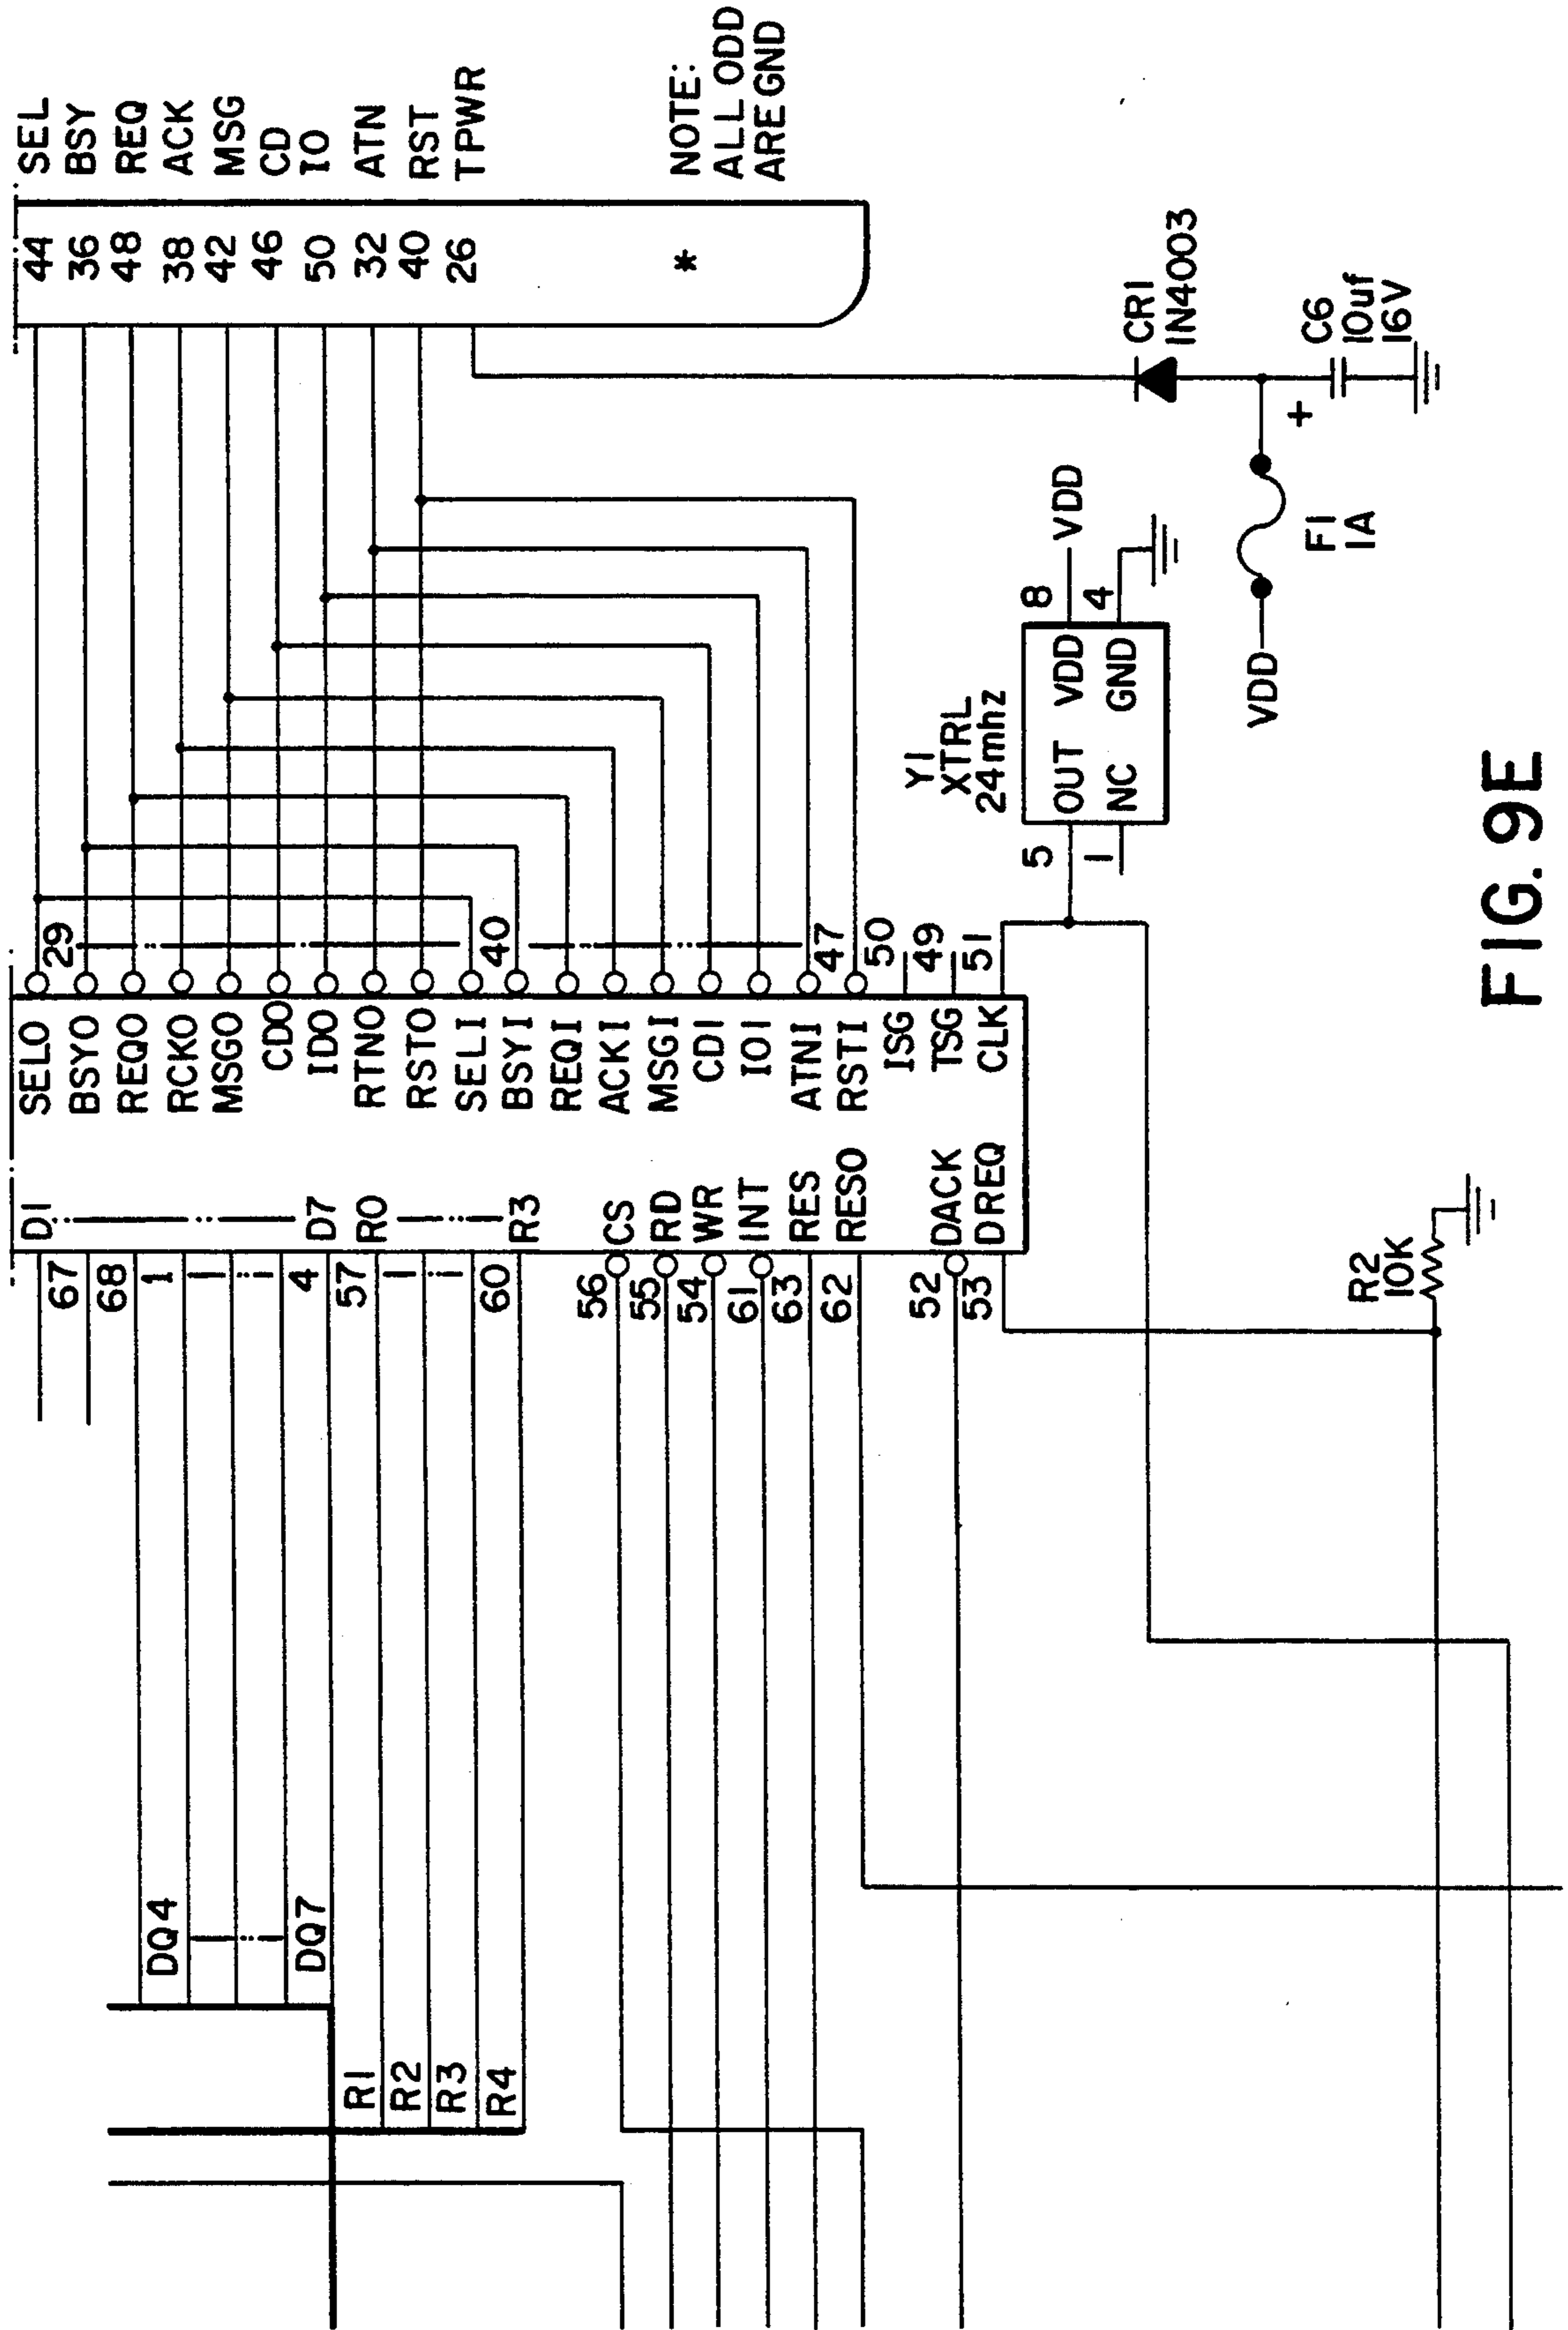 44 SEL
36 BSY
48 REQ
38 ACK
42 MSG
46 CD
50 IO
32 ATN
40 RST
26 TPWR
*
NOTE:
ALL ODD
ARE GND
CR1
1N4003
C6
10uf
16V
+
F1
1A
VDD
Y1
XTRL
24mhz
OUT VDD
NC GND
5
1
8
4
VDD
29
40
47
50
49
51
SELO
BSYO
REQO
RCKO
MSGO
CDO
IDO
RTNO
RSTO
SELI
BSYI
REQI
ACKI
MSGI
CDI
IOI
ATNI
RSTI
ISG
TSG
CLK
D1
D7
R0
R3
CS
RD
WR
INT
RES
RESO
DACK
DREQ
67
68
1
4
57
60
56
55
54
61
63
62
52
53
R2
10K
DQ4
DQ7
R1
R2
R3
R4
FIG. 9E